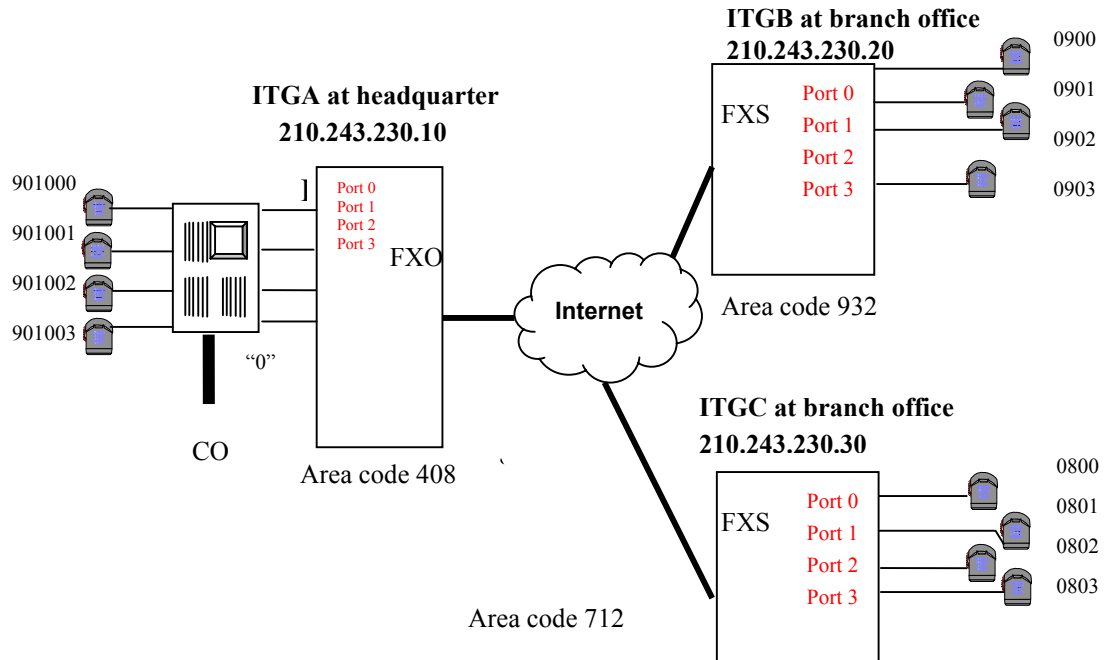 ITGA at headquarter
210.243.230.10
901000
901001
901002
901003
]
Port 0
Port 1
Port 2
Port 3
FXO
“0”
CO
Area code 408
Internet
ITGB at branch office
210.243.230.20
FXS
Port 0
Port 1
Port 2
Port 3
0900
0901
0902
0903
Area code 932
ITGC at branch office
210.243.230.30
FXS
Port 0
Port 1
Port 2
Port 3
0800
0801
0802
0803
Area code 712